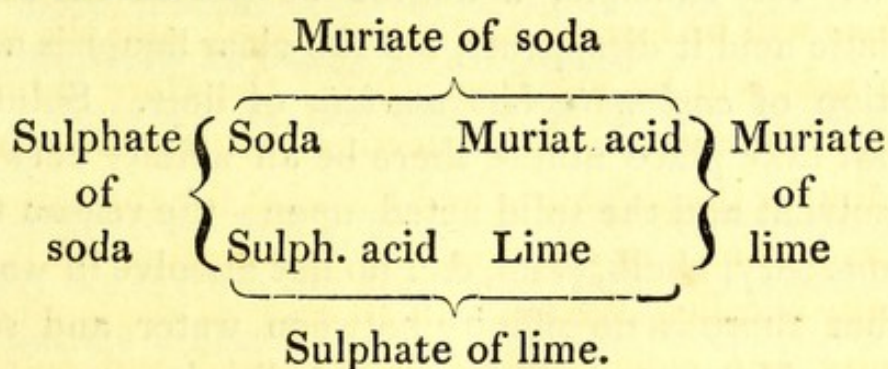 Muriate of soda
Sulphate { Soda Muriat. acid } Muriate
of of
soda { Sulph. acid Lime } lime
Sulphate of lime.